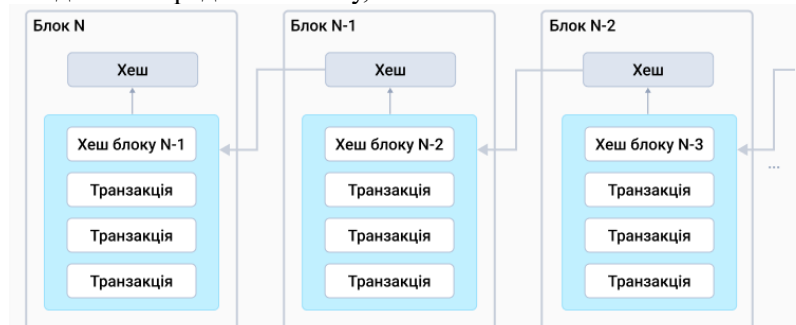 Блок N
Хеш
Хеш блоку N-1
Транзакція
Транзакція
Транзакція
Блок N-1
Хеш
Хеш блоку N-2
Транзакція
Транзакція
Транзакція
Блок N-2
Хеш
Хеш блоку N-3
Транзакція
Транзакція
Транзакція
...